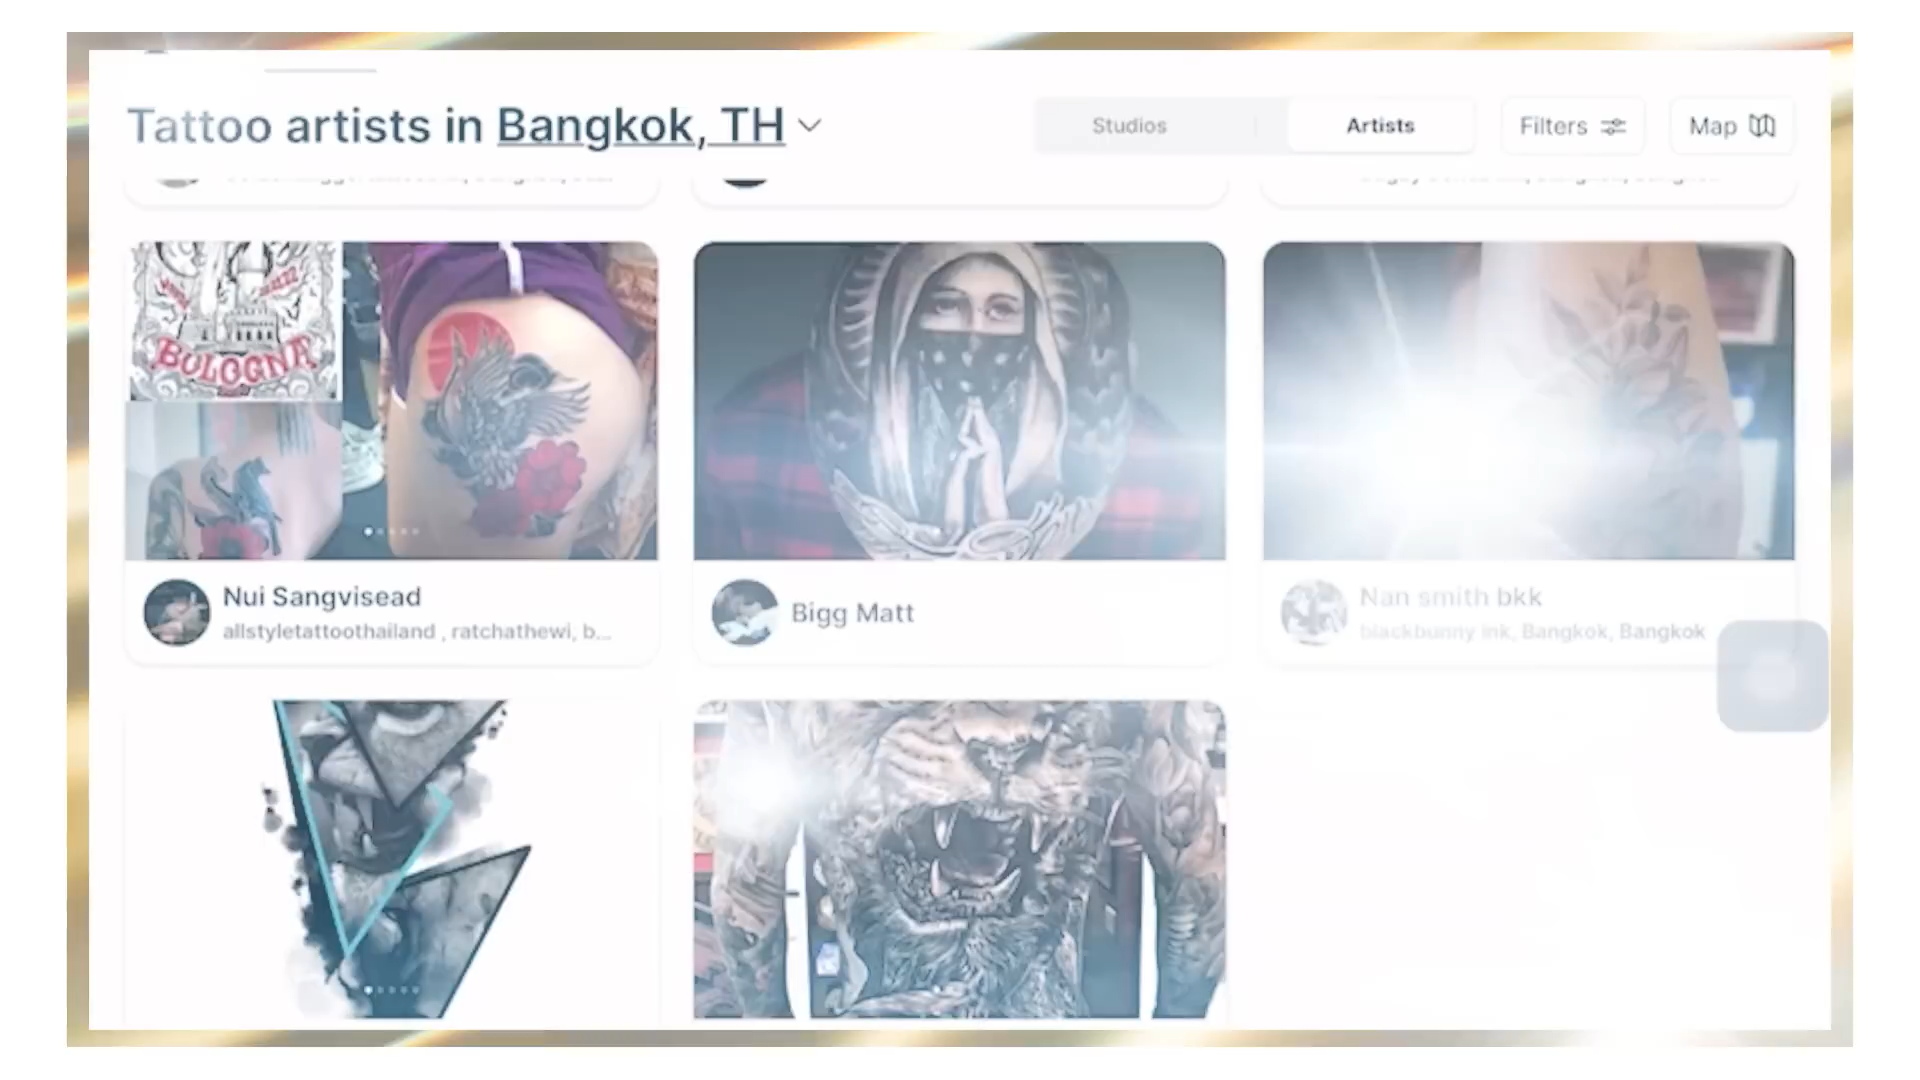 Tattoo artists in Bangkok, TH
Studios
Artists
Filters
Map
BOLOGNA
Nui Sangvisead
allstyletattoothailand , ratchathewi, b...
Bigg Matt
Nan smith bkk
blackbunny ink, Bangkok, Bangkok